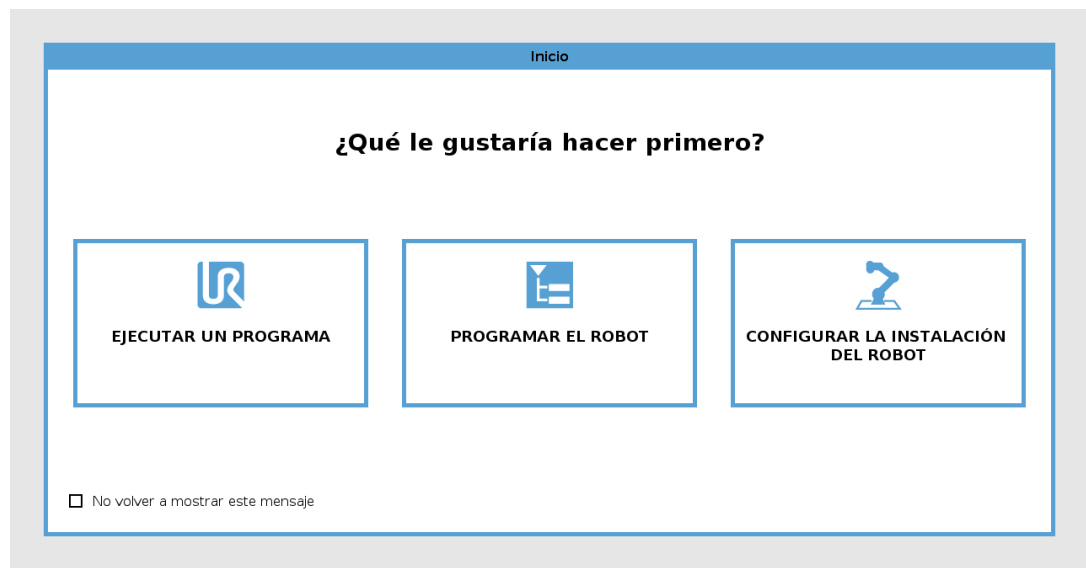 Inicio
¿Qué le gustaría hacer primero?
UR
EJECUTAR UN PROGRAMA
PROGRAMAR EL ROBOT
CONFIGURAR LA INSTALACIÓN
DEL ROBOT
No volver a mostrar este mensaje